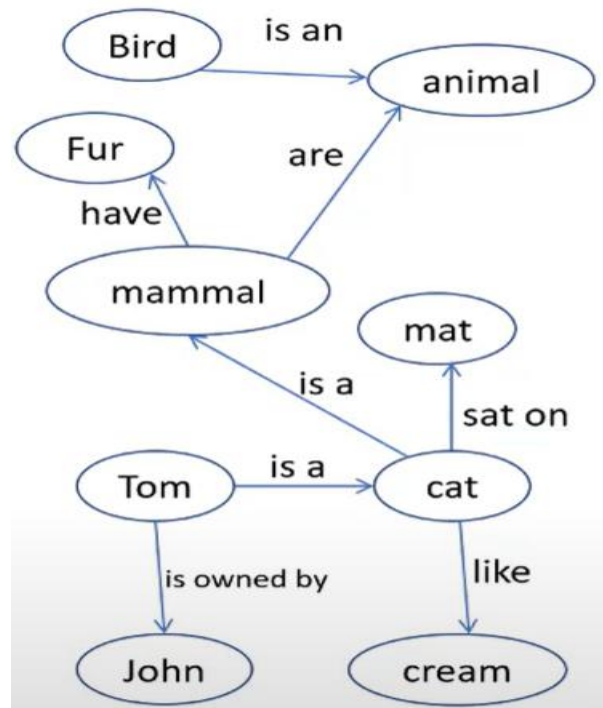 Bird
is an
animal
Fur
are
have
mammal
mat
is a
sat on
Tom
is a
cat
is owned by
like
John
cream